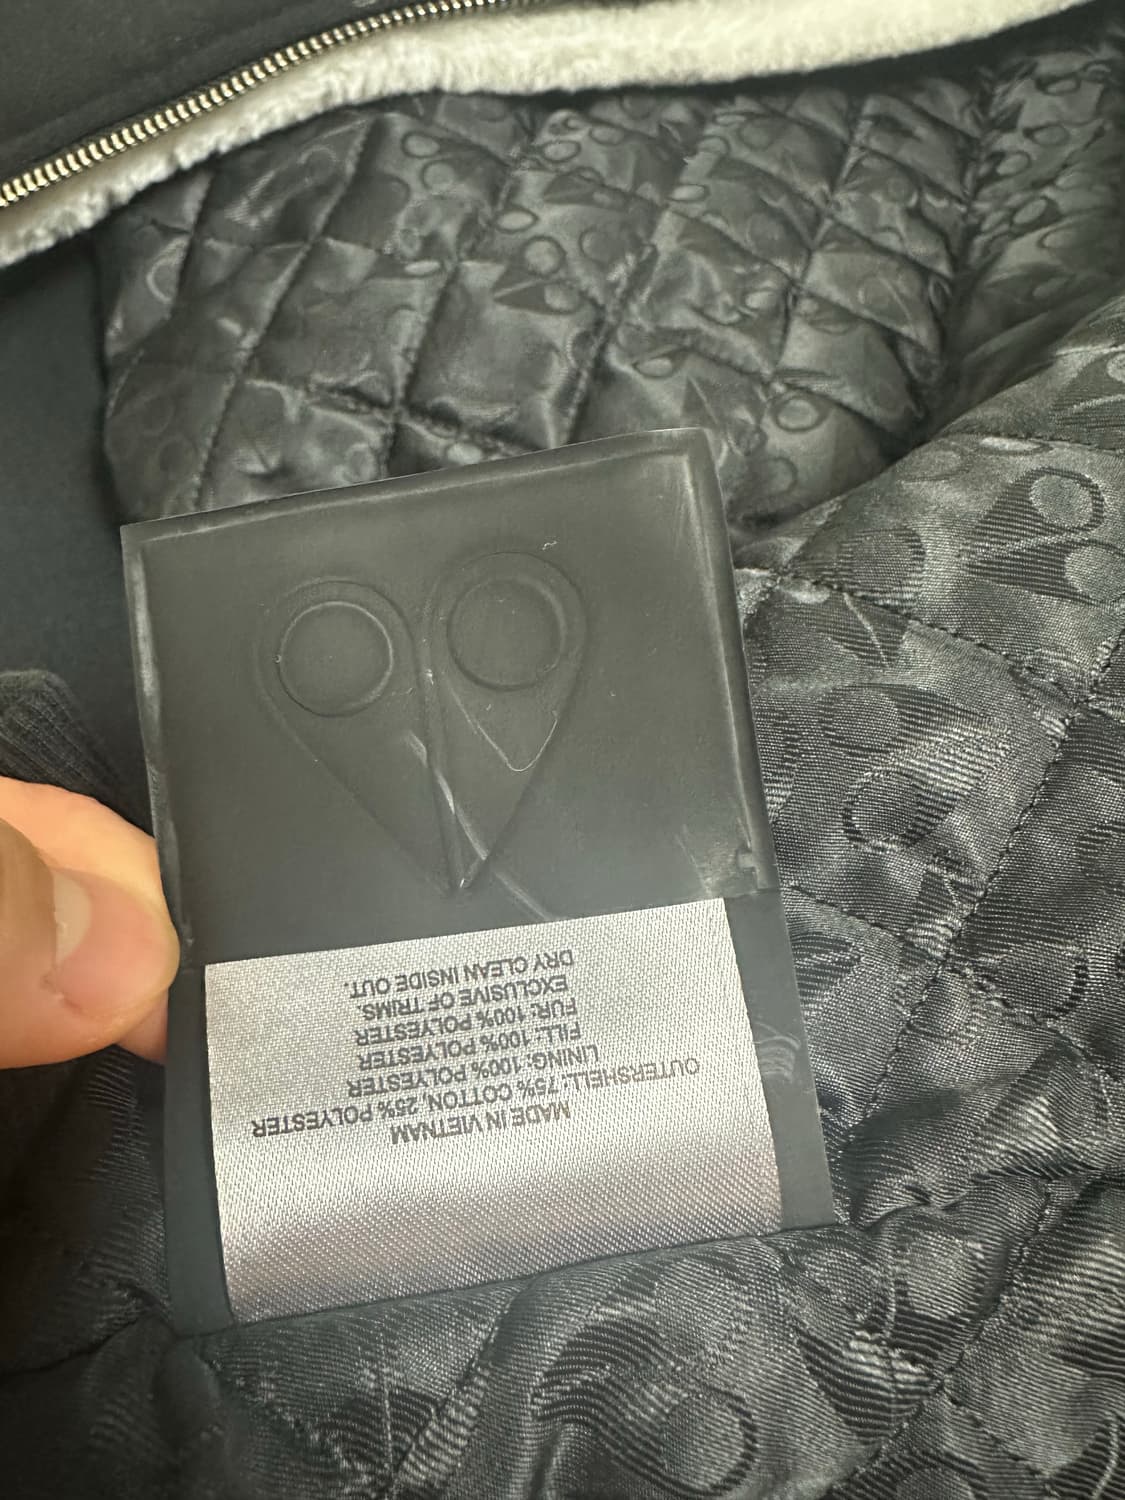 MADE IN VIETNAM
OUTERSHELL: 75% COTTON, 25% POLYESTER
LINING: 100% POLYESTER
FILL: 100% POLYESTER
FUR: 100% POLYESTER
EXCLUSIVE OF TRIMS.
DRY CLEAN INSIDE OUT.